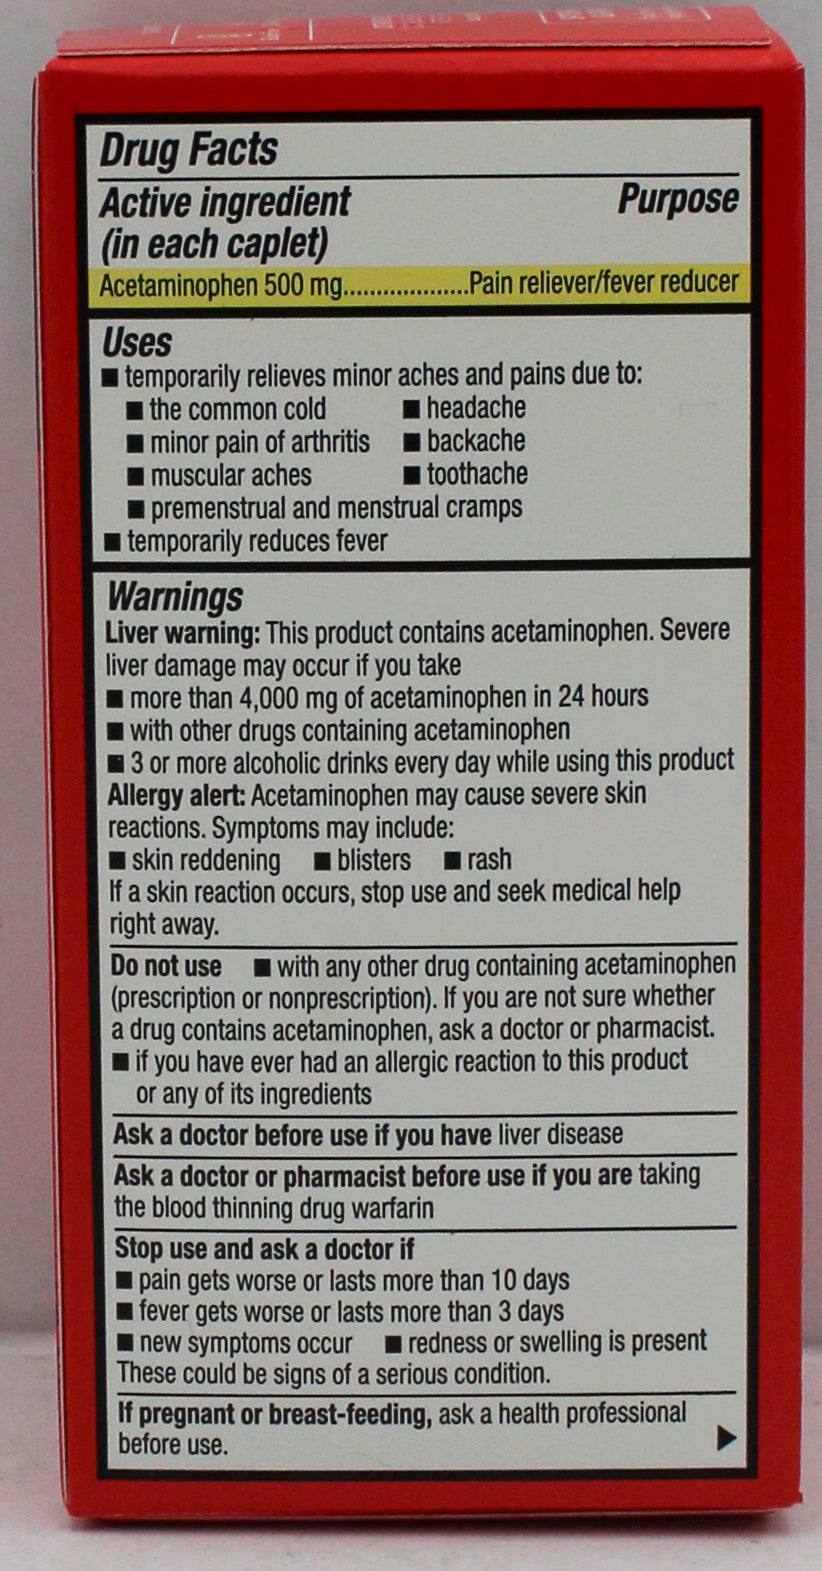 Drug Facts
Active ingredient Purpose
(in each caplet)
Acetaminophen 500 mg...................Pain reliever/fever reducer
Uses
■ temporarily relieves minor aches and pains due to:
■ the common cold ■ headache
■ minor pain of arthritis ■ backache
■ muscular aches ■ toothache
■ premenstrual and menstrual cramps
■ temporarily reduces fever
Warnings
Liver warning: This product contains acetaminophen. Severe
liver damage may occur if you take
■ more than 4,000 mg of acetaminophen in 24 hours
■ with other drugs containing acetaminophen
■ 3 or more alcoholic drinks every day while using this product
Allergy alert: Acetaminophen may cause severe skin
reactions. Symptoms may include:
■ skin reddening ■ blisters ■ rash
If a skin reaction occurs, stop use and seek medical help
right away.
Do not use ■ with any other drug containing acetaminophen
(prescription or nonprescription). If you are not sure whether
a drug contains acetaminophen, ask a doctor or pharmacist.
■ if you have ever had an allergic reaction to this product
or any of its ingredients
Ask a doctor before use if you have liver disease
Ask a doctor or pharmacist before use if you are taking
the blood thinning drug warfarin
Stop use and ask a doctor if
■ pain gets worse or lasts more than 10 days
■ fever gets worse or lasts more than 3 days
■ new symptoms occur ■ redness or swelling is present
These could be signs of a serious condition.
If pregnant or breast-feeding, ask a health professional
before use.